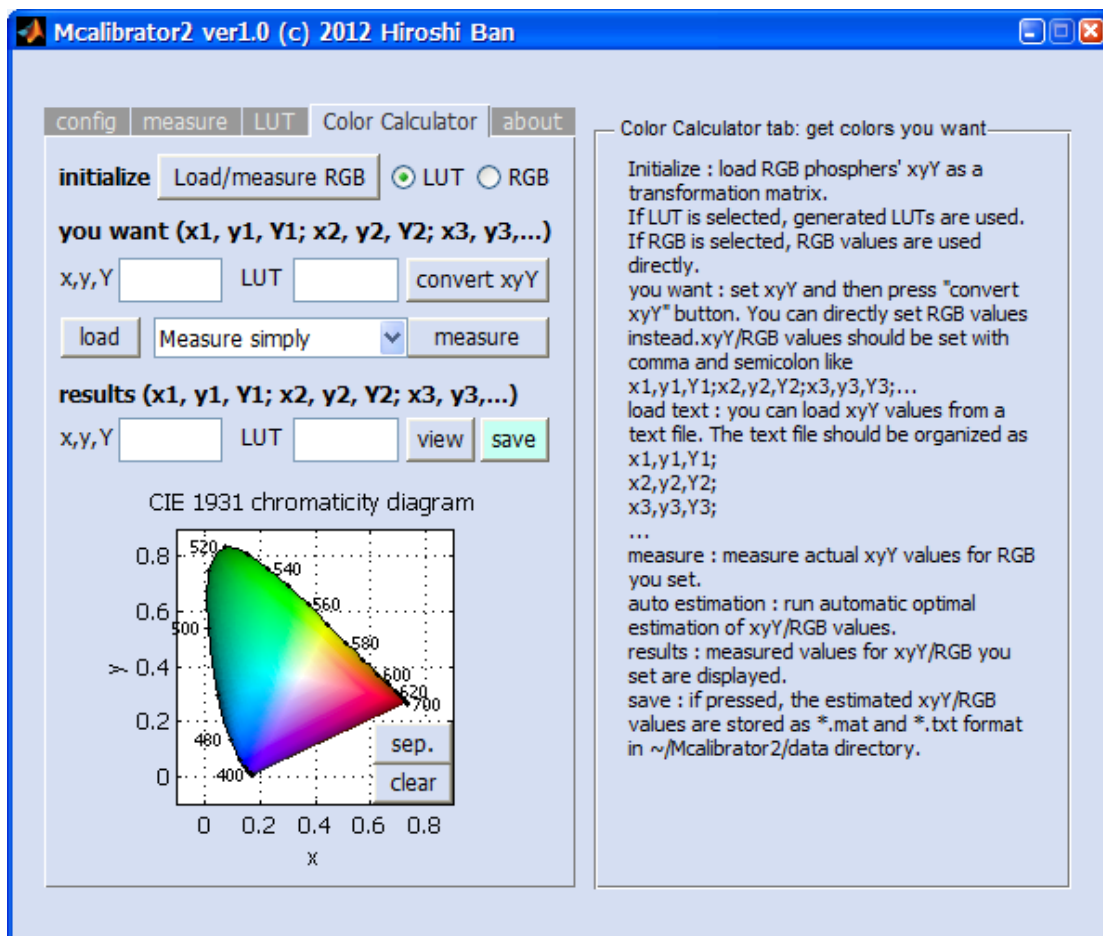 Mcalibrator2 ver1.0 (c) 2012 Hiroshi Ban
config measure LUT Color Calculator about
initialize Load/measure RGB LUT RGB
you want (x1, y1, Y1; x2, y2, Y2; x3, y3,...)
x,y,Y LUT convert xyY
load Measure simply measure
results (x1, y1, Y1; x2, y2, Y2; x3, y3,...)
x,y,Y LUT view save
CIE 1931 chromaticity diagram
0.8
0.6
0.4
0.2
0
y
520
540
560
500
580
600
620
700
480
400
sep.
clear
0 0.2 0.4 0.6 0.8
x
Color Calculator tab: get colors you want
Initialize : load RGB phosphers' xyY as a
transformation matrix.
If LUT is selected, generated LUTs are used.
If RGB is selected, RGB values are used
directly.
you want : set xyY and then press "convert
xyY" button. You can directly set RGB values
instead.xyY/RGB values should be set with
comma and semicolon like
x1,y1,Y1;x2,y2,Y2;x3,y3,Y3;...
load text : you can load xyY values from a
text file. The text file should be organized as
x1,y1,Y1;
x2,y2,Y2;
x3,y3,Y3;
...
measure : measure actual xyY values for RGB
you set.
auto estimation : run automatic optimal
estimation of xyY/RGB values.
results : measured values for xyY/RGB you
set are displayed.
save : if pressed, the estimated xyY/RGB
values are stored as *.mat and *.txt format
in ~/Mcalibrator2/data directory.